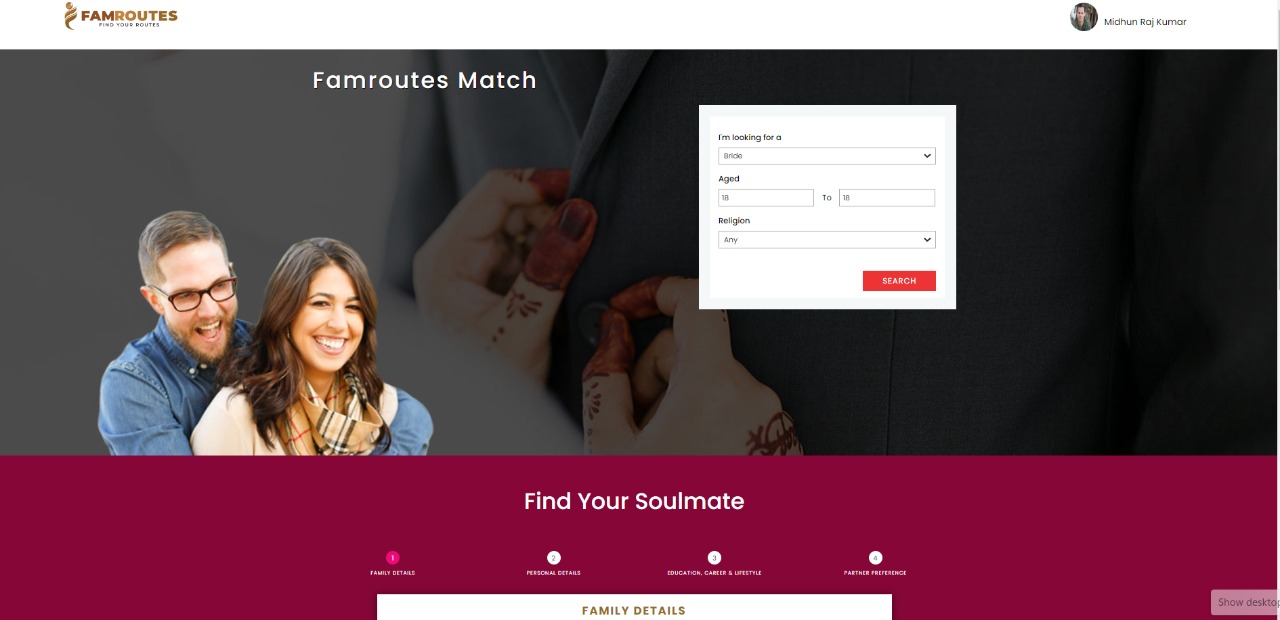 FAMROUTES
FIND YOUR ROUTES
Midhun Raj Kumar
Famroutes Match
I'm looking for a
Bride
Aged
18 To 18
Religion
Any
SEARCH
Find Your Soulmate
1 2 3 4
FAMILY DETAILS PERSONAL DETAILS EDUCATION, CAREER & LIFESTYLE PARTNER PREFERENCE
FAMILY DETAILS
Show desktop